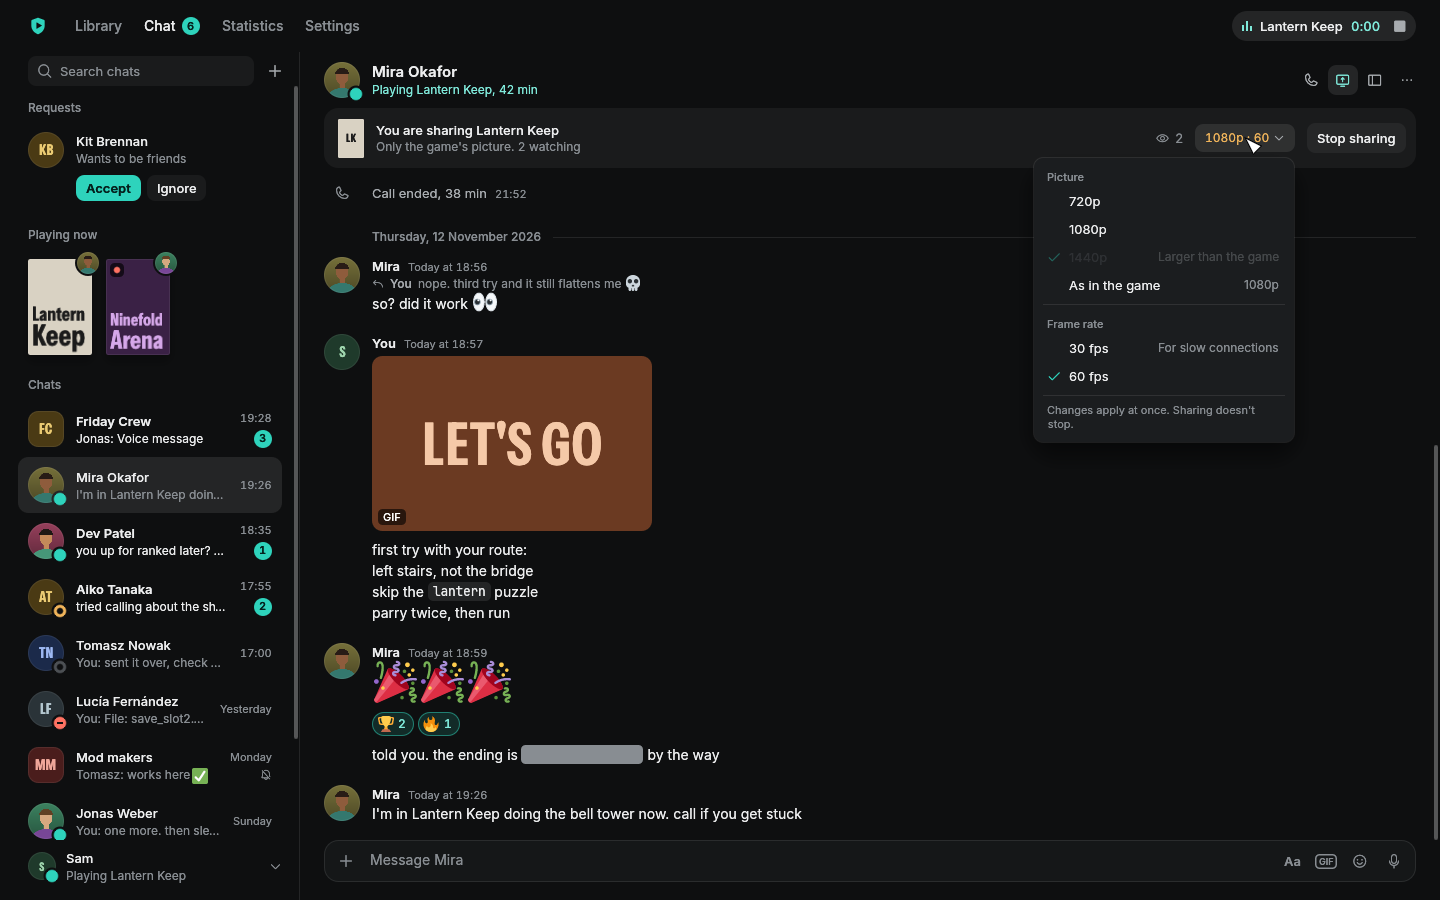 Library
Chat 6
Statistics
Settings
Lantern Keep 0:00
Search chats
Requests
KB
Kit Brennan
Wants to be friends
Accept
Ignore
Playing now
Lantern
Keep
Ninefold
Arena
Chats
FC
Friday Crew 19:28
Jonas: Voice message 3
Mira Okafor 19:26
I'm in Lantern Keep doin...
Dev Patel 18:35
you up for ranked later? ... 1
AT
Aiko Tanaka 17:55
tried calling about the sh... 2
TN
Tomasz Nowak 17:00
You: sent it over, check ...
LF
Lucía Fernández Yesterday
You: File: save_slot2....
MM
Mod makers Monday
Tomasz: works here ✅
Jonas Weber Sunday
You: one more. then sle...
S
Sam
Playing Lantern Keep
Mira Okafor
Playing Lantern Keep, 42 min
LK
You are sharing Lantern Keep
Only the game's picture. 2 watching
2
1080p · 60
Stop sharing
Call ended, 38 min 21:52
Thursday, 12 November 2026
Mira Today at 18:56
You nope. third try and it still flattens me 💀
so? did it work 👀
S
You Today at 18:57
LET'S GO
GIF
first try with your route:
left stairs, not the bridge
skip the lantern puzzle
parry twice, then run
Mira Today at 18:59
🎉🎉🎉
🏆 2 🔥 1
told you. the ending is by the way
Mira Today at 19:26
I'm in Lantern Keep doing the bell tower now. call if you get stuck
Message Mira
Aa
GIF
Picture
720p
1080p
1440p Larger than the game
As in the game 1080p
Frame rate
30 fps For slow connections
60 fps
Changes apply at once. Sharing doesn't
stop.